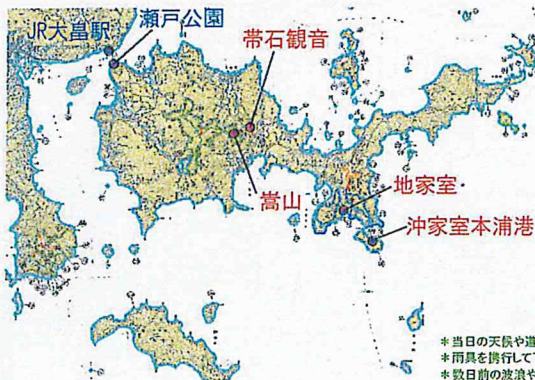 JR大畠駅
瀬戸公園
帯石観音
嵩山
地家室
沖家室本浦港
*当日の天候や道
*雨具を携行して
*数日前の波浪や